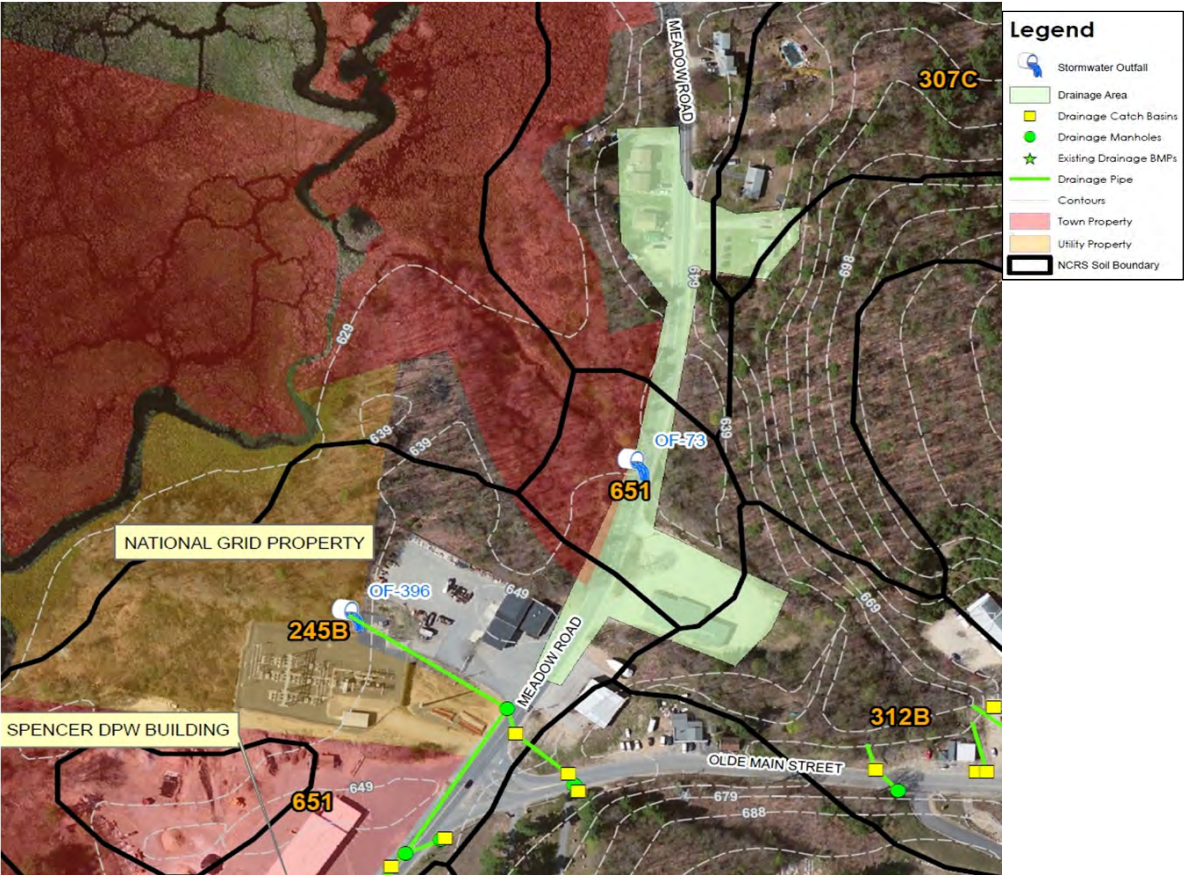 MEADOW ROAD
307C
698
649
629
639
639
639
OF-73
651
NATIONAL GRID PROPERTY
OF-396
649
245B
669
MEADOW ROAD
SPENCER DPW BUILDING
312B
OLDE MAIN STREET
649
651
679
688
Legend
Stormwater Outfall
Drainage Area
Drainage Catch Basins
Drainage Manholes
Existing Drainage BMPs
Drainage Pipe
Contours
Town Property
Utility Property
NCRS Soil Boundary